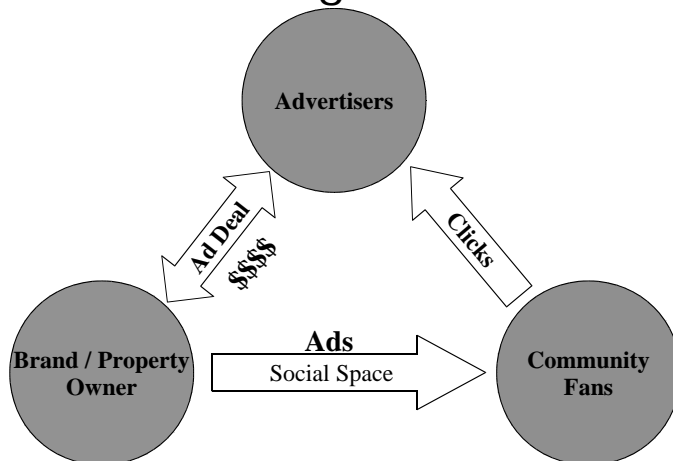 Advertisers
Ad Deal
$$$$
Clicks
Brand / Property
Owner
Ads
Social Space
Community
Fans